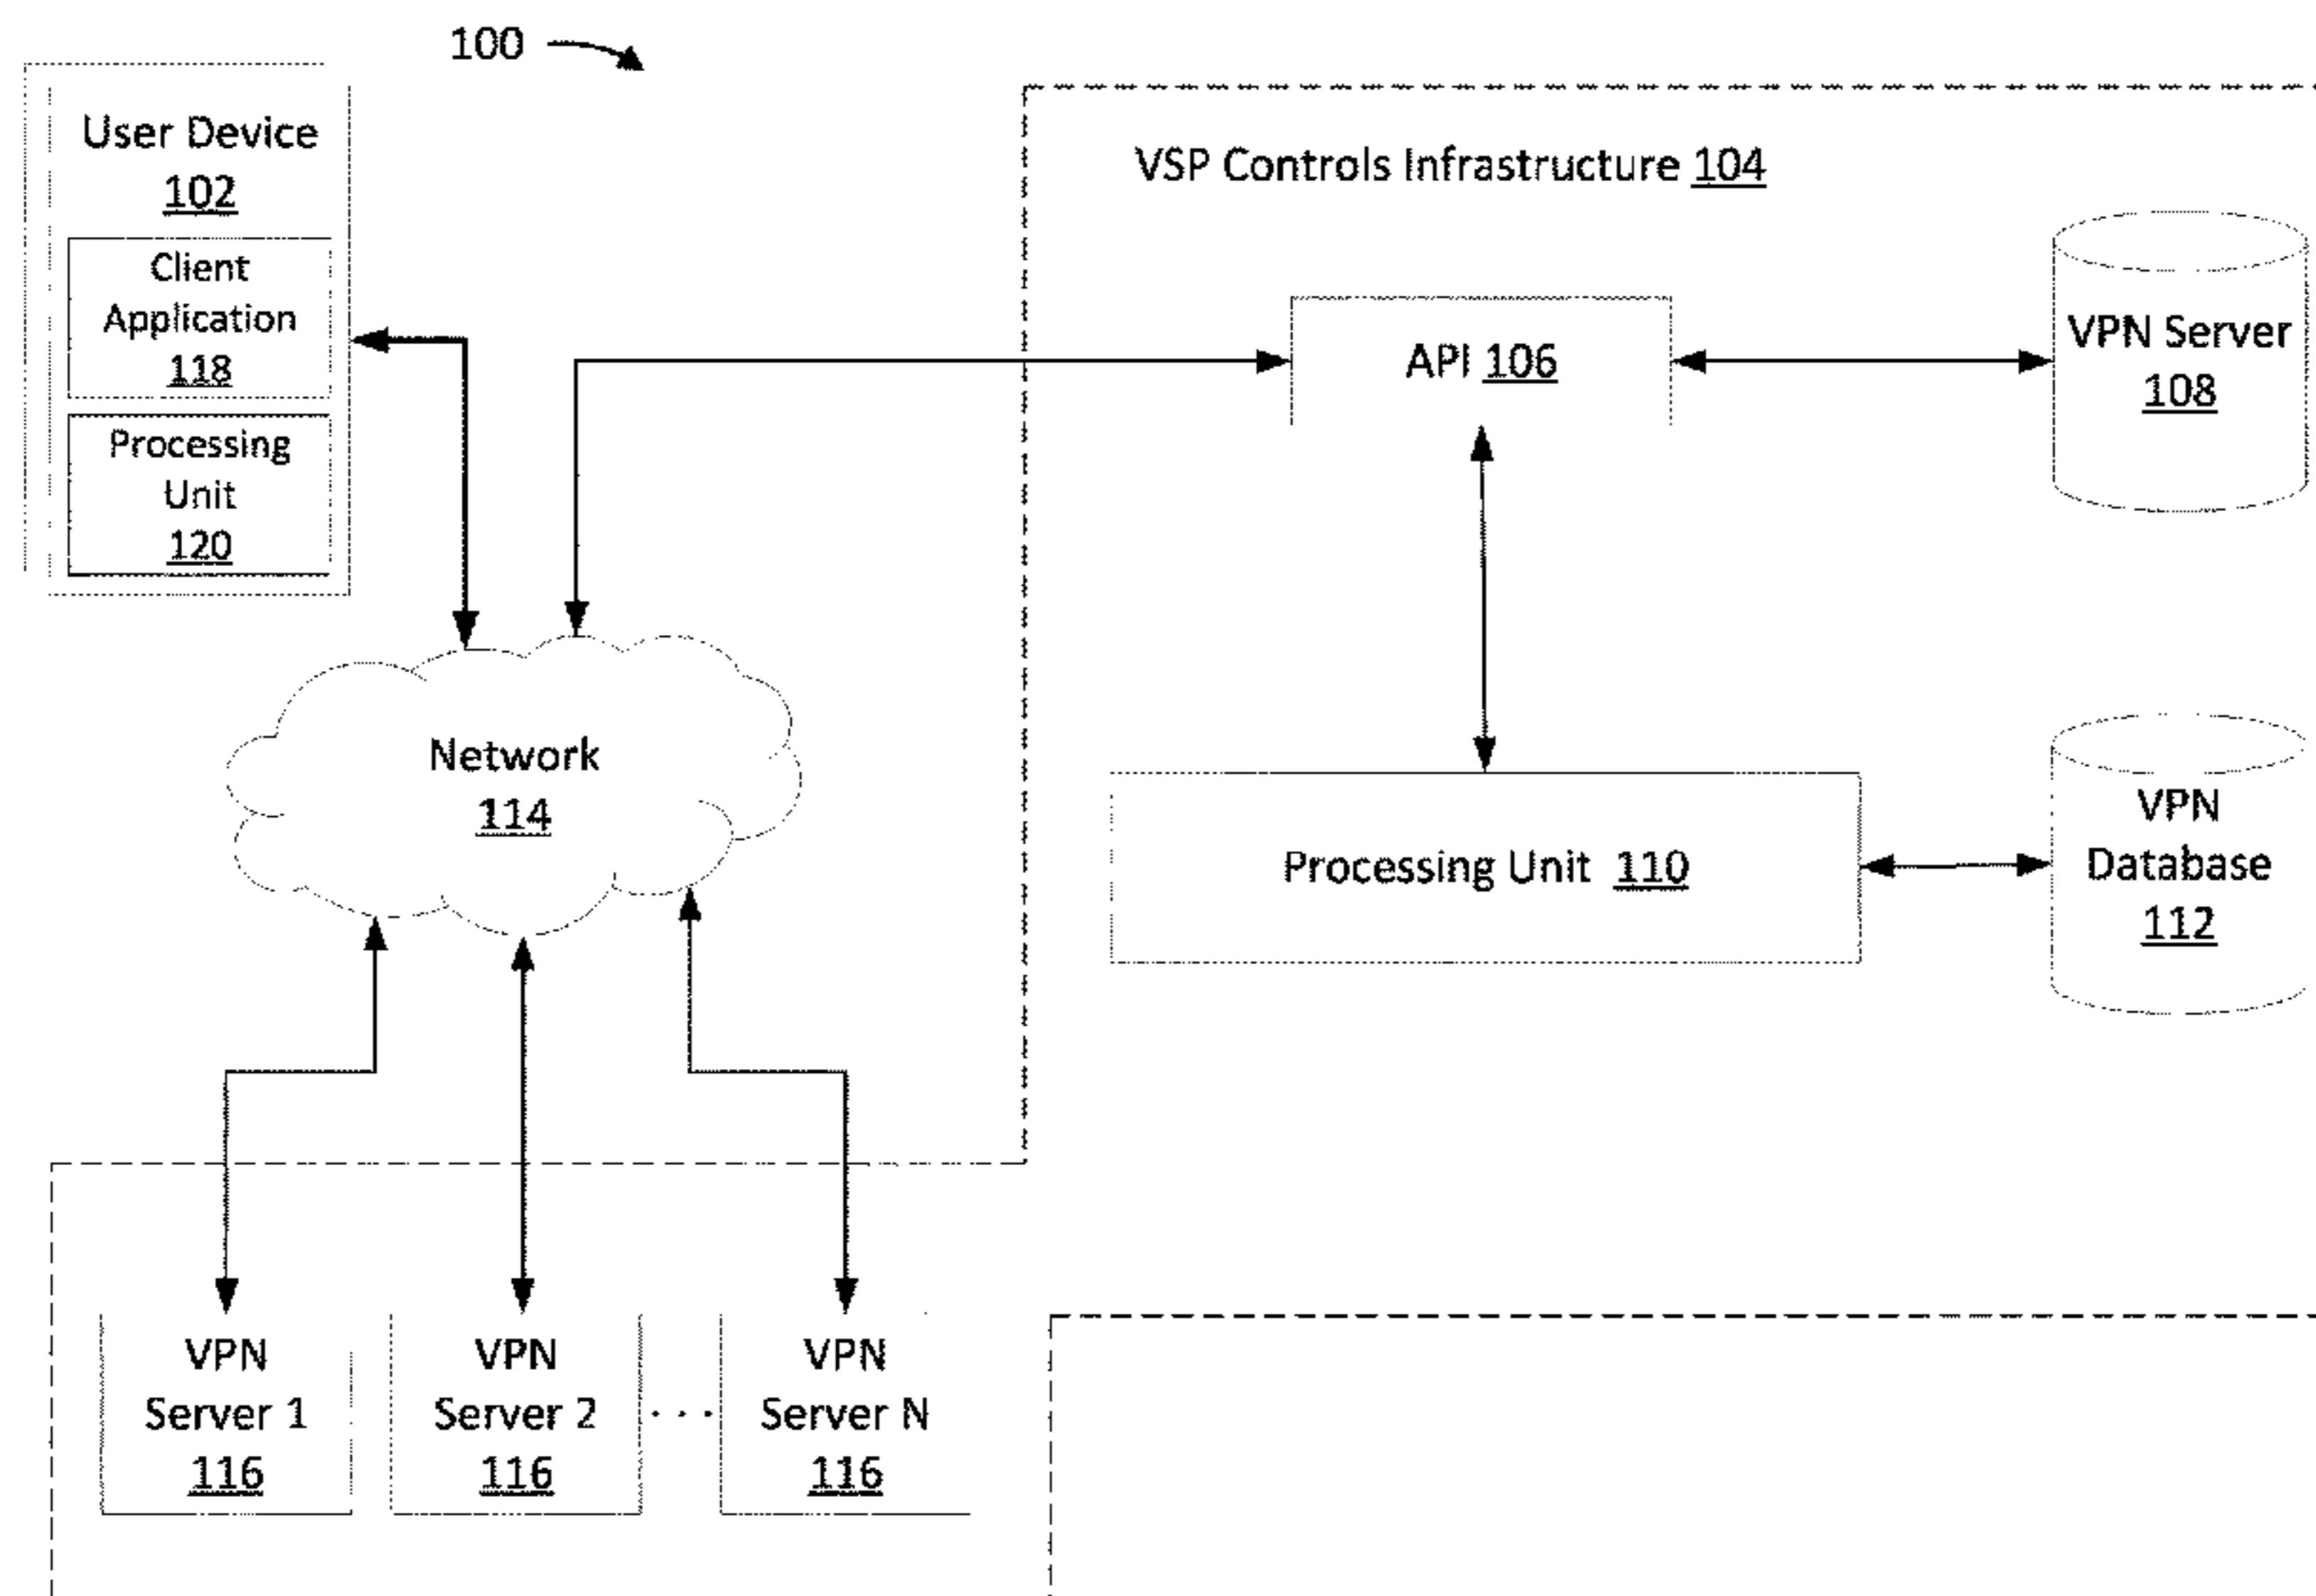 100
User Device
102
Client
Application
118
Processing
Unit
120
VSP Controls Infrastructure 104
API 106
VPN Server
108
Network
114
Processing Unit 110
VPN
Database
112
VPN
Server 1
116
VPN
Server 2
116
...
VPN
Server N
116